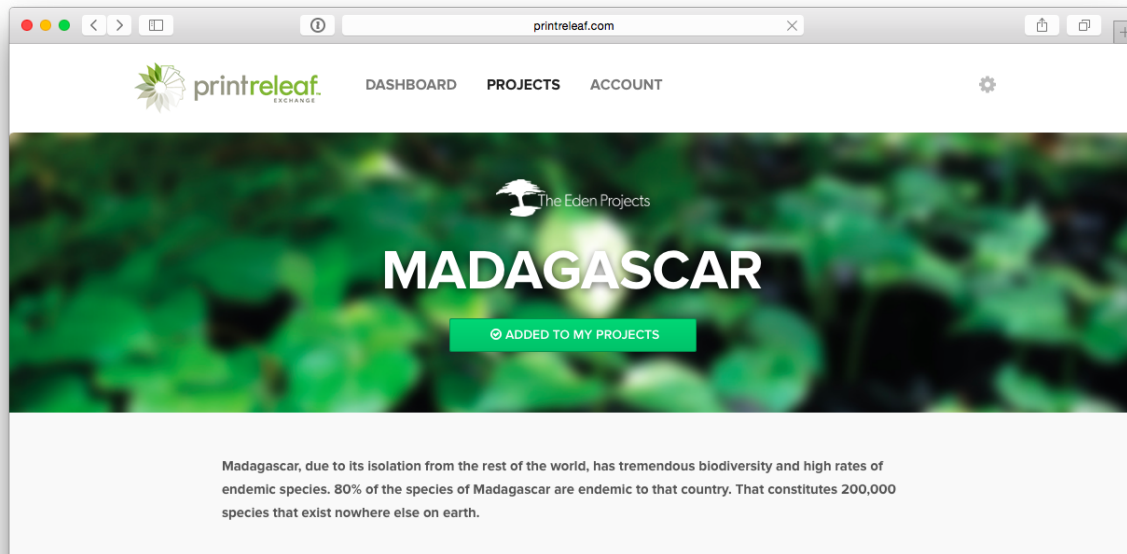 printreleaf.com
printreleaf
EXCHANGE
DASHBOARD PROJECTS ACCOUNT
The Eden Projects
MADAGASCAR
ADDED TO MY PROJECTS
Madagascar, due to its isolation from the rest of the world, has tremendous biodiversity and high rates of
endemic species. 80% of the species of Madagascar are endemic to that country. That constitutes 200,000
species that exist nowhere else on earth.